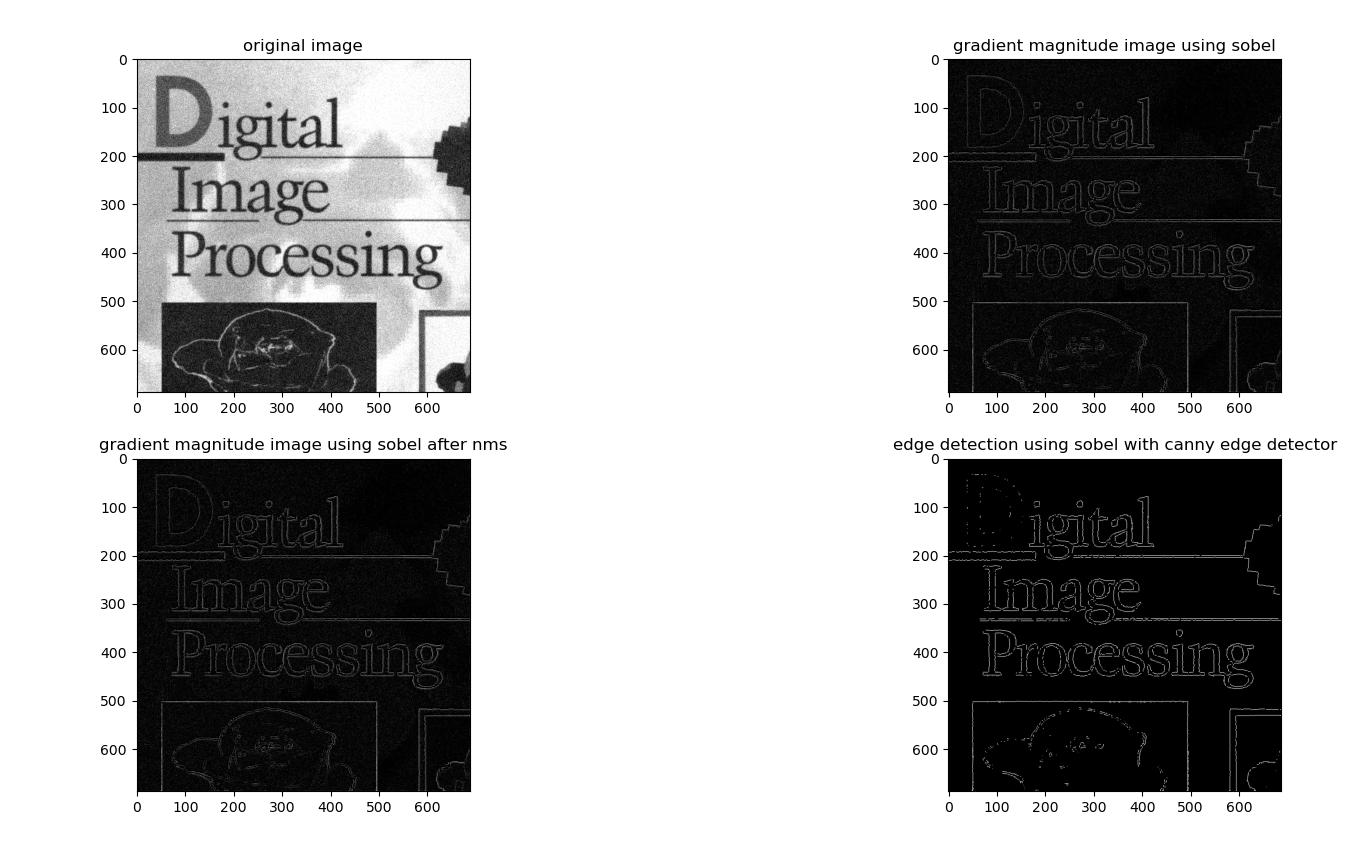 original image
0
100
200
300
400
500
600
0 100 200 300 400 500 600
Digital
Image
Processing
gradient magnitude image using sobel
0
100
200
300
400
500
600
0 100 200 300 400 500 600
Digital
Image
Processing
gradient magnitude image using sobel after nms
0
100
200
300
400
500
600
0 100 200 300 400 500 600
Digital
Image
Processing
edge detection using sobel with canny edge detector
0
100
200
300
400
500
600
0 100 200 300 400 500 600
Digital
Image
Processing